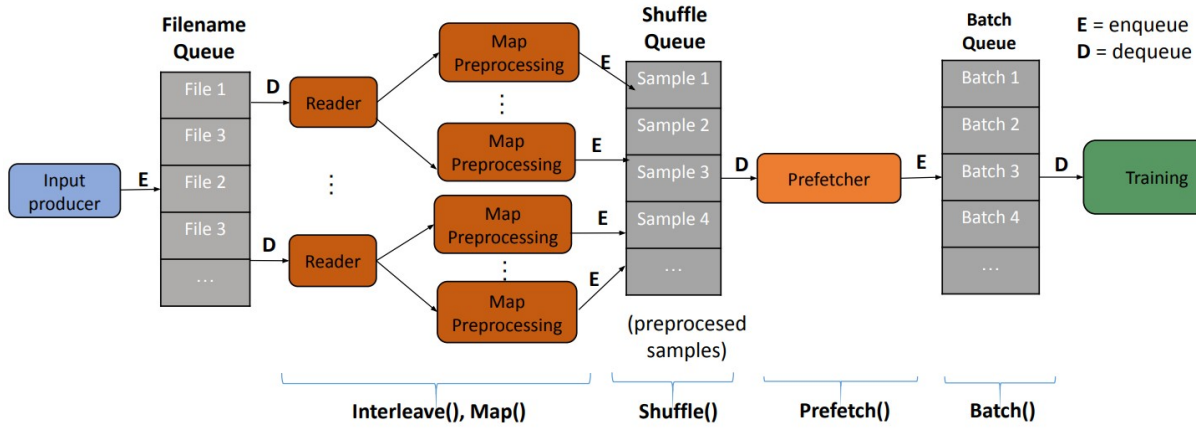 Filename
Queue
File 1
File 3
File 2
File 3
...
Input
producer
E
D
D
Reader
Reader
Map
Preprocessing
Map
Preprocessing
Map
Preprocessing
Map
Preprocessing
E
E
E
E
Shuffle
Queue
Sample 1
Sample 2
Sample 3
Sample 4
...
(preprocesed
samples)
D
Prefetcher
E
Batch
Queue
Batch 1
Batch 2
Batch 3
Batch 4
...
D
Training
E = enqueue
D = dequeue
Interleave(), Map()
Shuffle()
Prefetch()
Batch()